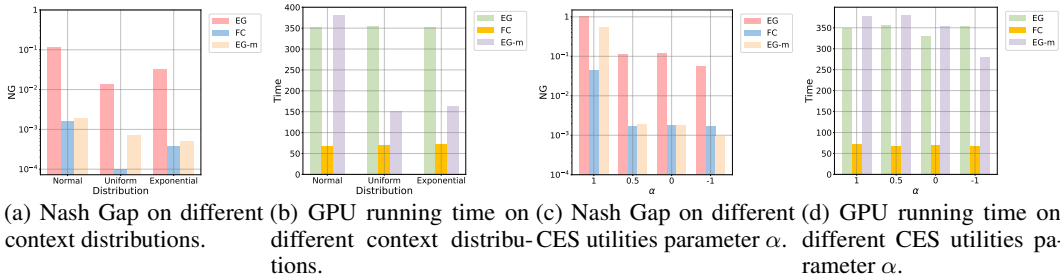 NG
10⁻¹
10⁻²
10⁻³
10⁻⁴
Normal
Uniform
Exponential
Distribution
EG
FC
EG-m
Time
400
350
300
250
200
150
100
50
0
Normal
Uniform
Exponential
Distribution
EG
FC
EG-m
NG
10⁰
10⁻¹
10⁻²
10⁻³
10⁻⁴
1
0.5
0
-1
α
EG
FC
EG-m
Time
400
350
300
250
200
150
100
50
0
1
0.5
0
-1
α
EG
FC
EG-m
(a) Nash Gap on different
context distributions.
(b) GPU running time on
different context distribu-
tions.
(c) Nash Gap on different
CES utilities parameter α.
(d) GPU running time on
different CES utilities pa-
rameter α.